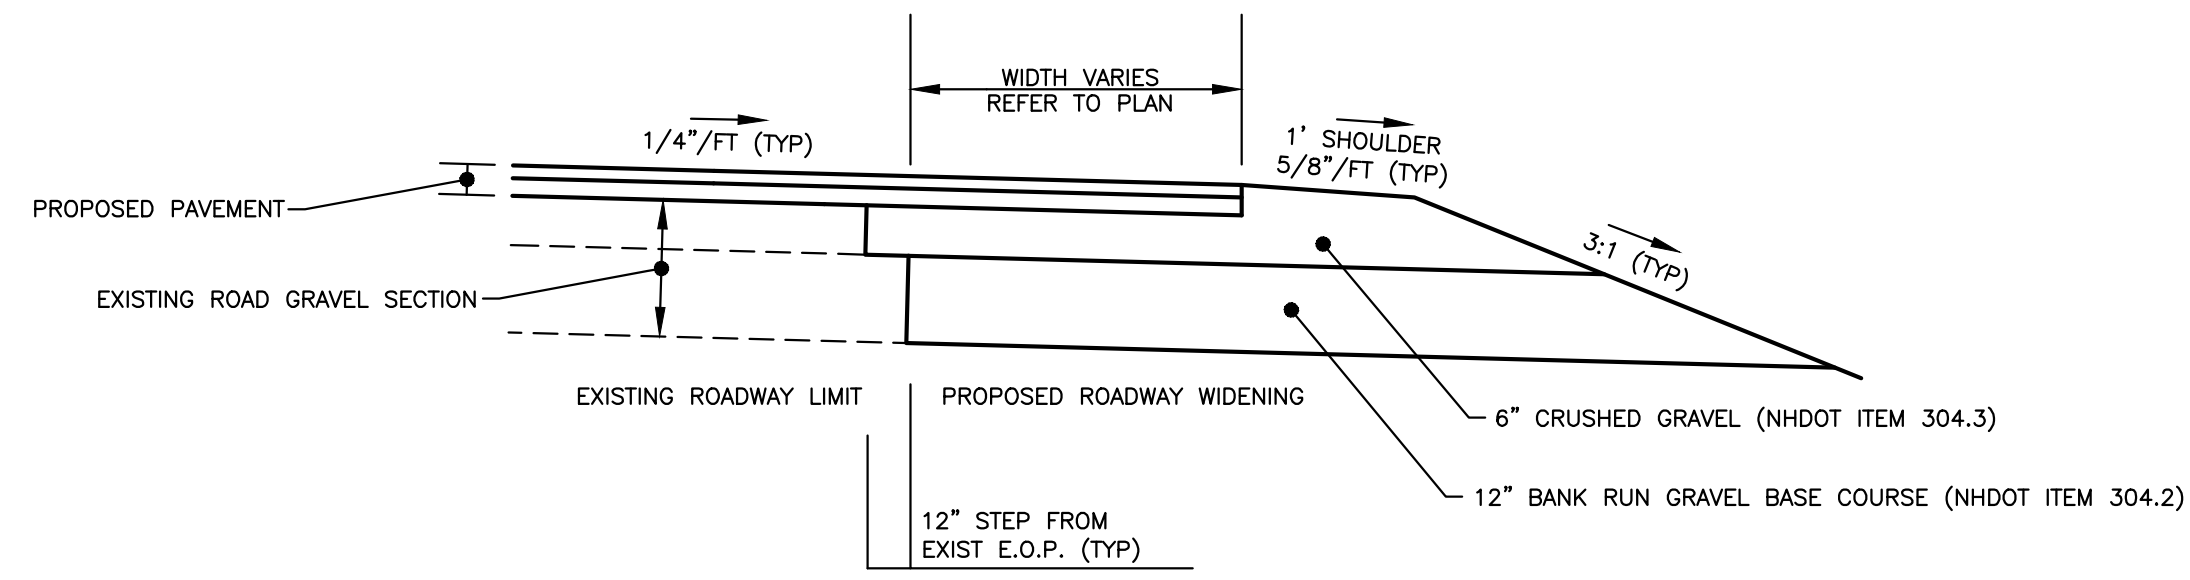 WIDTH VARIES
REFER TO PLAN
1/4”/FT (TYP)
1’ SHOULDER
5/8”/FT (TYP)
PROPOSED PAVEMENT
3:1 (TYP)
EXISTING ROAD GRAVEL SECTION
EXISTING ROADWAY LIMIT
PROPOSED ROADWAY WIDENING
6” CRUSHED GRAVEL (NHDOT ITEM 304.3)
12” BANK RUN GRAVEL BASE COURSE (NHDOT ITEM 304.2)
12” STEP FROM
EXIST E.O.P. (TYP)